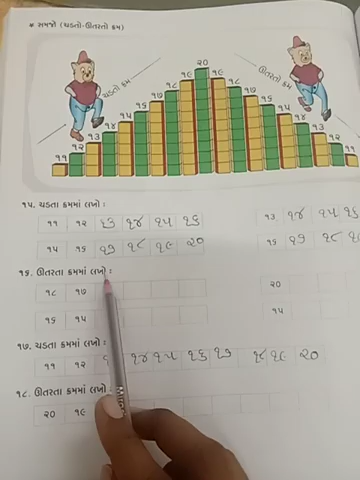 * સમજો (ચડતો-ઊતરતો ક્રમ)
ચડતો ક્રમ
ઊતરતો ક્રમ
૧૧ ૧૨ ૧૩ ૧૪ ૧૫ ૧૬ ૧૭ ૧૮ ૧૯ ૨૦ ૧૯ ૧૮ ૧૭ ૧૬ ૧૫ ૧૪ ૧૩ ૧૨ ૧૧
૧૫. ચડતા ક્રમમાં લખો :
૧૧ ૧૨ ૧૩ ૧૪ ૧૫ ૧૬ ૧૩ ૧૪ ૧૫ ૧૬
૧૫ ૧૬ ૧૭ ૧૮ ૧૯ ૨૦ ૧૬ ૧૭ ૧૮
૧૬. ઊતરતા ક્રમમાં લખો :
૧૮ ૧૭ ૨૦
૧૬ ૧૫ ૧૫
૧૭. ચડતા ક્રમમાં લખો :
૧૧ ૧૨ ૧૪ ૧૫ ૧૬ ૧૭ ૧૮ ૧૯ ૨૦
૧૮. ઊતરતા ક્રમમાં લખો :
૨૦ ૧૯